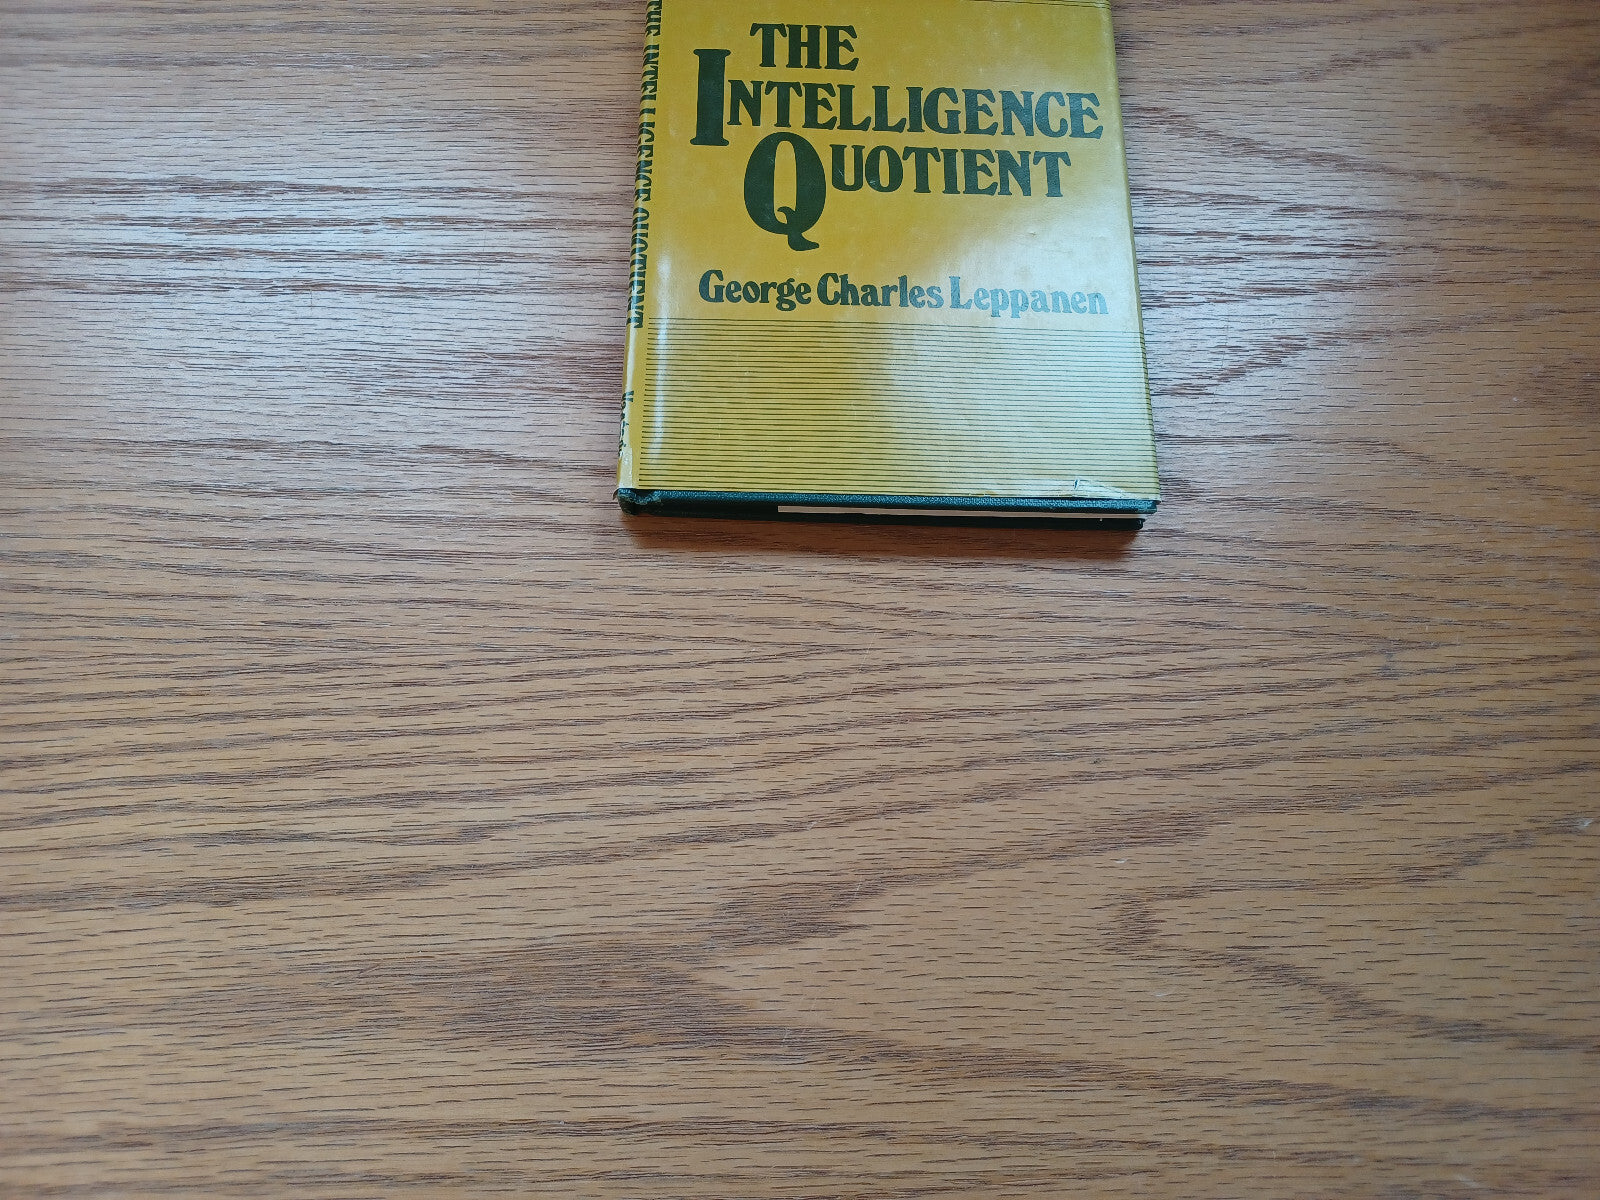 THE
INTELLIGENCE
QUOTIENT
George Charles Leppanen
THE INTELLIGENCE QUOTIENT